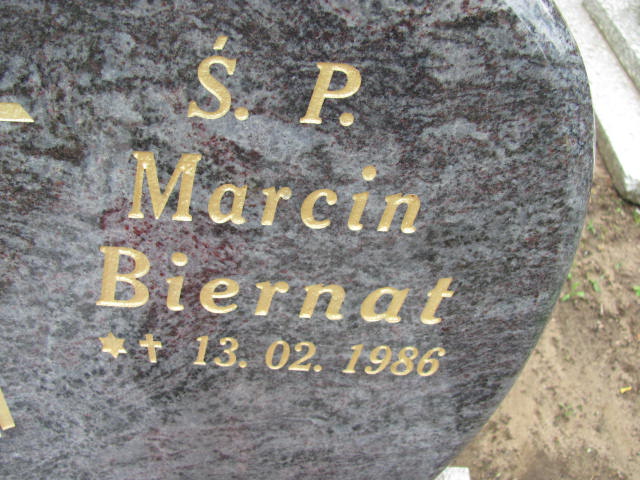 Ś. P.
Marcin
Biernat
* † 13. 02. 1986